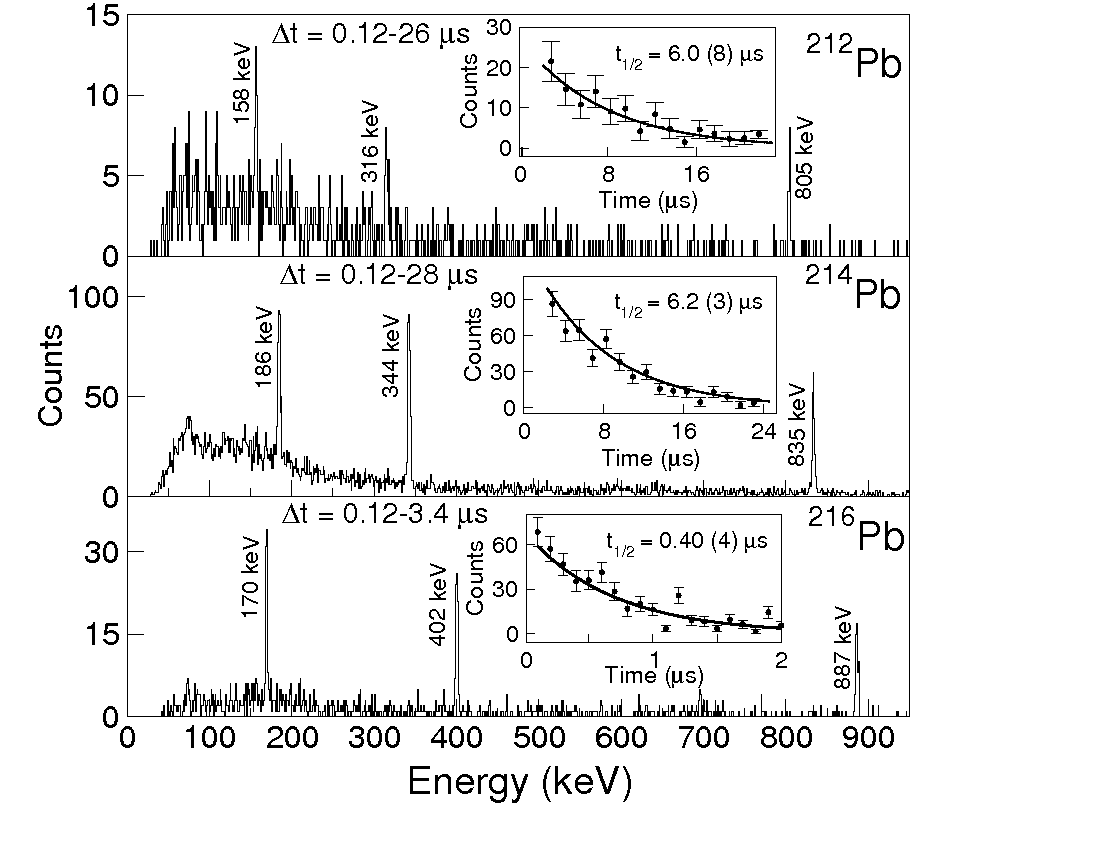 15
10
5
0
Δt = 0.12-26 μs
²¹²Pb
158 keV
316 keV
805 keV
Counts
30
20
10
0
t₁/₂ = 6.0 (8) μs
0 8 16
Time (μs)
Counts
100
50
0
Δt = 0.12-28 μs
²¹⁴Pb
186 keV
344 keV
835 keV
Counts
90
60
30
0
t₁/₂ = 6.2 (3) μs
0 8 16 24
Time (μs)
30
15
0
Δt = 0.12-3.4 μs
²¹⁶Pb
170 keV
402 keV
887 keV
Counts
60
30
0
t₁/₂ = 0.40 (4) μs
0 1 2
Time (μs)
0 100 200 300 400 500 600 700 800 900
Energy (keV)